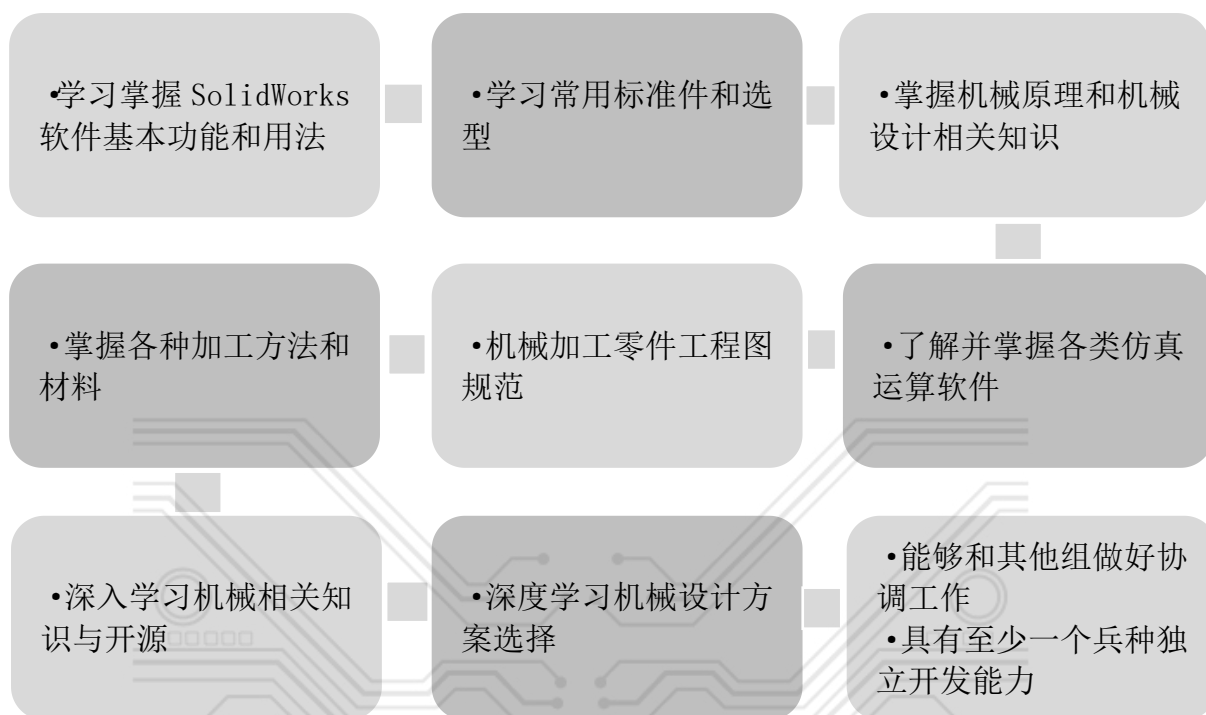 •学习掌握 SolidWorks
软件基本功能和用法
•学习常用标准件和选
型
•掌握机械原理和机械
设计相关知识
•掌握各种加工方法和
材料
•机械加工零件工程图
规范
•了解并掌握各类仿真
运算软件
•深入学习机械相关知
识与开源
•深度学习机械设计方
案选择
•能够和其他组做好协
调工作
•具有至少一个兵种独
立开发能力